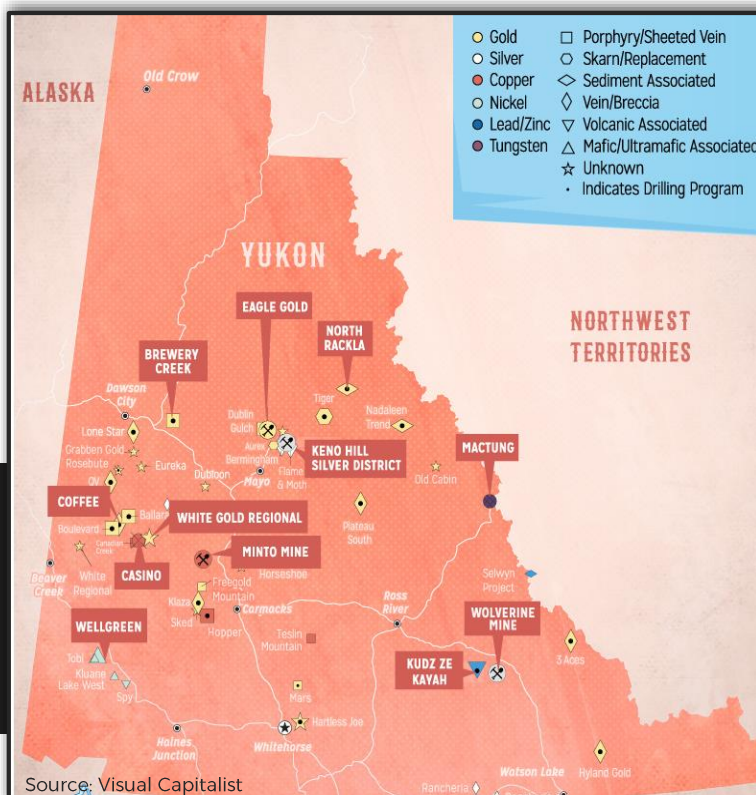 Gold
Silver
Copper
Nickel
Lead/Zinc
Tungsten
Porphyry/Sheeted Vein
Skarn/Replacement
Sediment Associated
Vein/Breccia
Volcanic Associated
Mafic/Ultramafic Associated
Unknown
Indicates Drilling Program
Old Crow
ALASKA
YUKON
NORTHWEST
TERRITORIES
EAGLE GOLD
NORTH
RACKLA
BREWERY
CREEK
Dawson
City
Tiger
Nadaleen
Trend
Dublin
Gulch
Lone Star
Aurex
Bermingham
KENO HILL
SILVER DISTRICT
MACTUNG
Grabben Gold
Rosebute
Eureka
Dubloon
Mayo
Flame
& Moth
Old Cabin
QV
COFFEE
Ballarat
WHITE GOLD REGIONAL
Boulevard
Canadian
Creek
Plateau
South
MINTO MINE
CASINO
White
Regional
Beaver
Creek
Horseshoe
Freegold
Mountain
Klaza
Carmacks
Sked
Hopper
Ross
River
Selwyn
Project
WOLVERINE
MINE
WELLGREEN
Teslin
Mountain
3 Aces
Tobi
KUDZ ZE
KAYAH
Kluane
Lake West
Spy
Mars
Hartless Joe
Haines
Junction
Whitehorse
Hyland Gold
Watson Lake
Rancheria
Source: Visual Capitalist